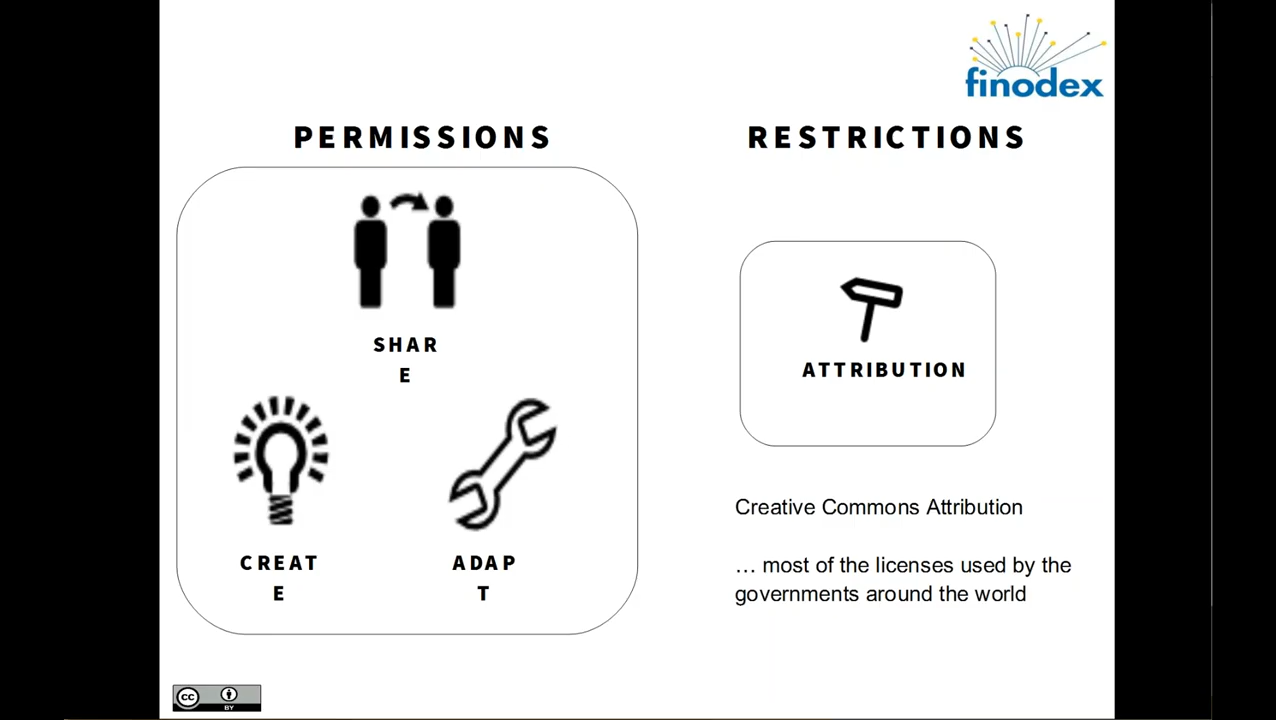 finodex
PERMISSIONS
RESTRICTIONS
SHAR
E
CREAT
E
ADAP
T
ATTRIBUTION
Creative Commons Attribution
… most of the licenses used by the
governments around the world
cc
BY